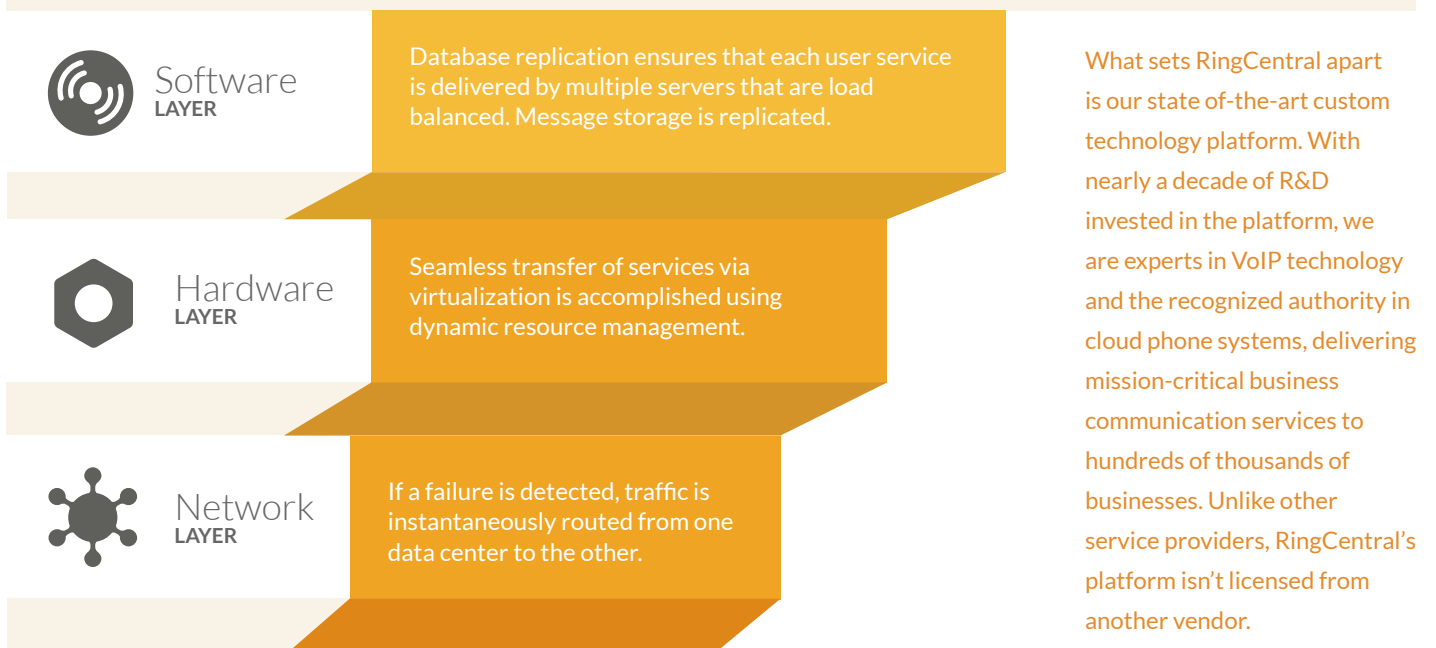 Software
LAYER
Database replication ensures that each user service
is delivered by multiple servers that are load
balanced. Message storage is replicated.
Hardware
LAYER
Seamless transfer of services via
virtualization is accomplished using
dynamic resource management.
Network
LAYER
If a failure is detected, traffic is
instantaneously routed from one
data center to the other.
What sets RingCentral apart
is our state of-the-art custom
technology platform. With
nearly a decade of R&D
invested in the platform, we
are experts in VoIP technology
and the recognized authority in
cloud phone systems, delivering
mission-critical business
communication services to
hundreds of thousands of
businesses. Unlike other
service providers, RingCentral’s
platform isn’t licensed from
another vendor.